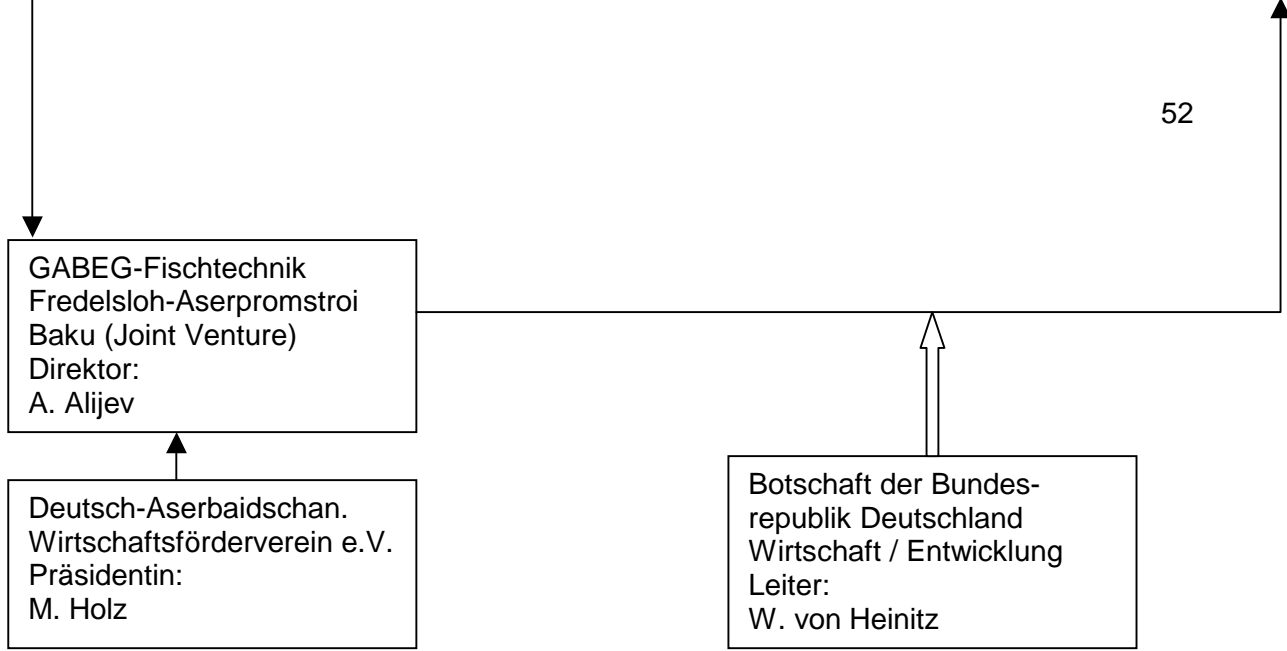 52
GABEG-Fischtechnik
Fredelsloh-Aserpromstroi
Baku (Joint Venture)
Direktor:
A. Alijev
Deutsch-Aserbaidschan.
Wirtschaftsförderverein e.V.
Präsidentin:
M. Holz
Botschaft der Bundes-
republik Deutschland
Wirtschaft / Entwicklung
Leiter:
W. von Heinitz